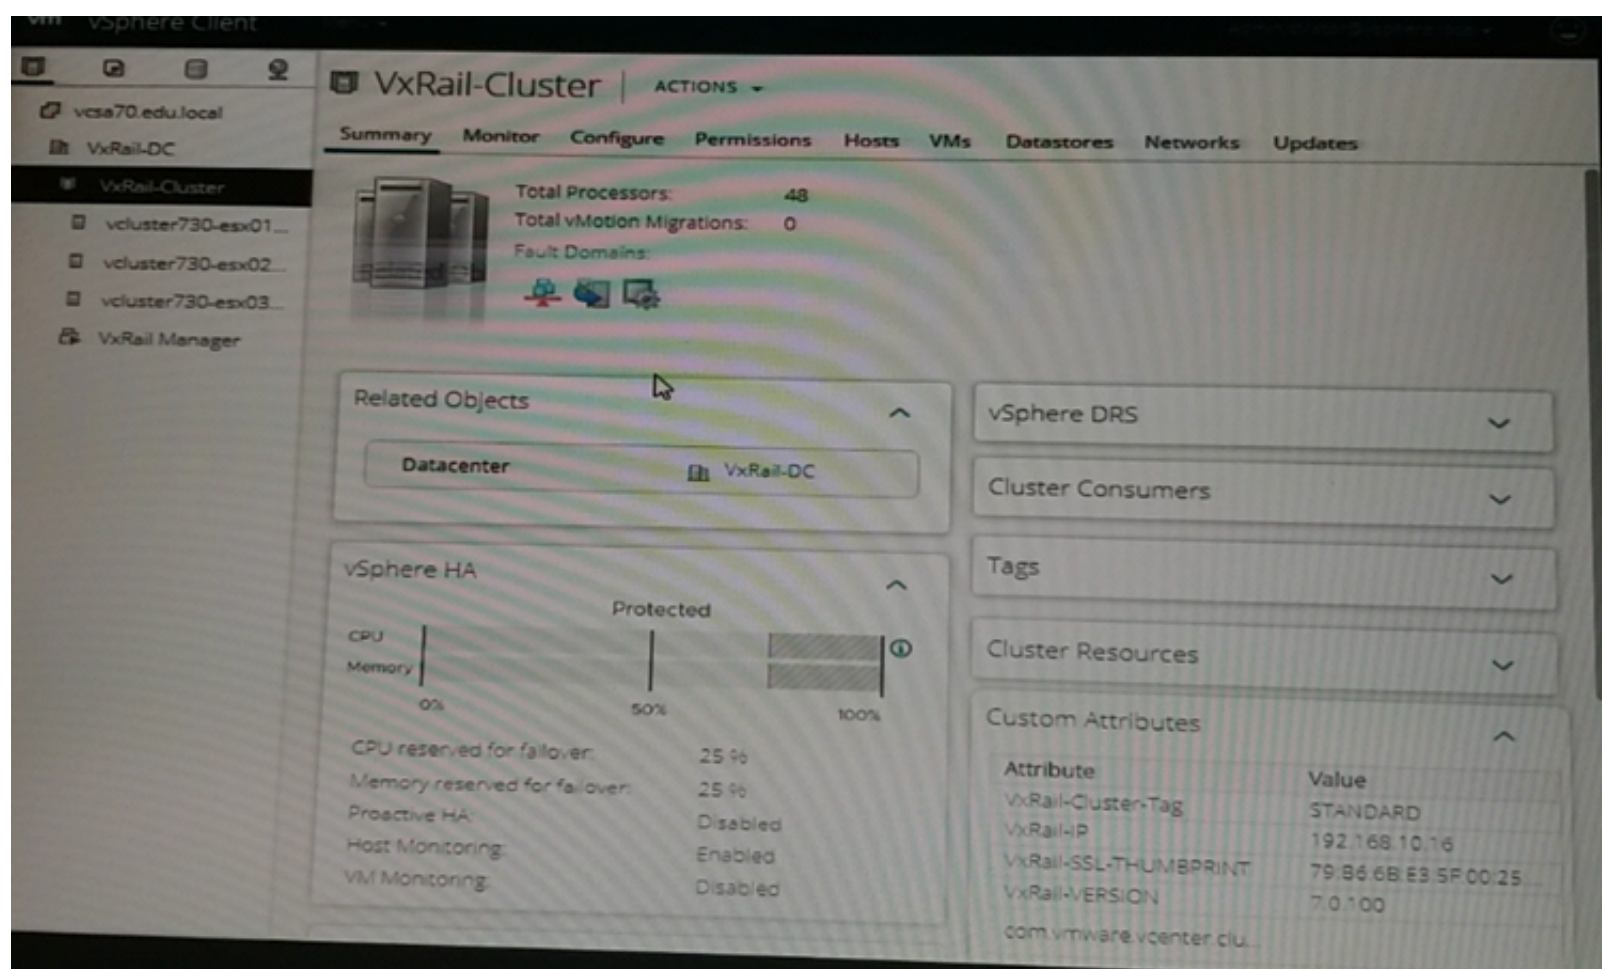 vm vSphere Client
vcsa70.edu.local
VxRail-DC
VxRail-Cluster
vcluster730-esx01...
vcluster730-esx02...
vcluster730-esx03...
VxRail Manager
VxRail-Cluster ACTIONS
Summary Monitor Configure Permissions Hosts VMs Datastores Networks Updates
Total Processors: 48
Total vMotion Migrations: 0
Fault Domains:
Related Objects
Datacenter VxRail-DC
vSphere HA
Protected
CPU
Memory
0% 50% 100%
CPU reserved for failover: 25 %
Memory reserved for failover: 25 %
Proactive HA: Disabled
Host Monitoring: Enabled
VM Monitoring: Disabled
vSphere DRS
Cluster Consumers
Tags
Cluster Resources
Custom Attributes
Attribute Value
VxRail-Cluster-Tag STANDARD
VxRail-IP 192.168.10.16
VxRail-SSL-THUMBPRINT 79:B6:6B:E3:5F:00:25...
VxRail-VERSION 7.0.100
com.vmware.vcenter.clu...